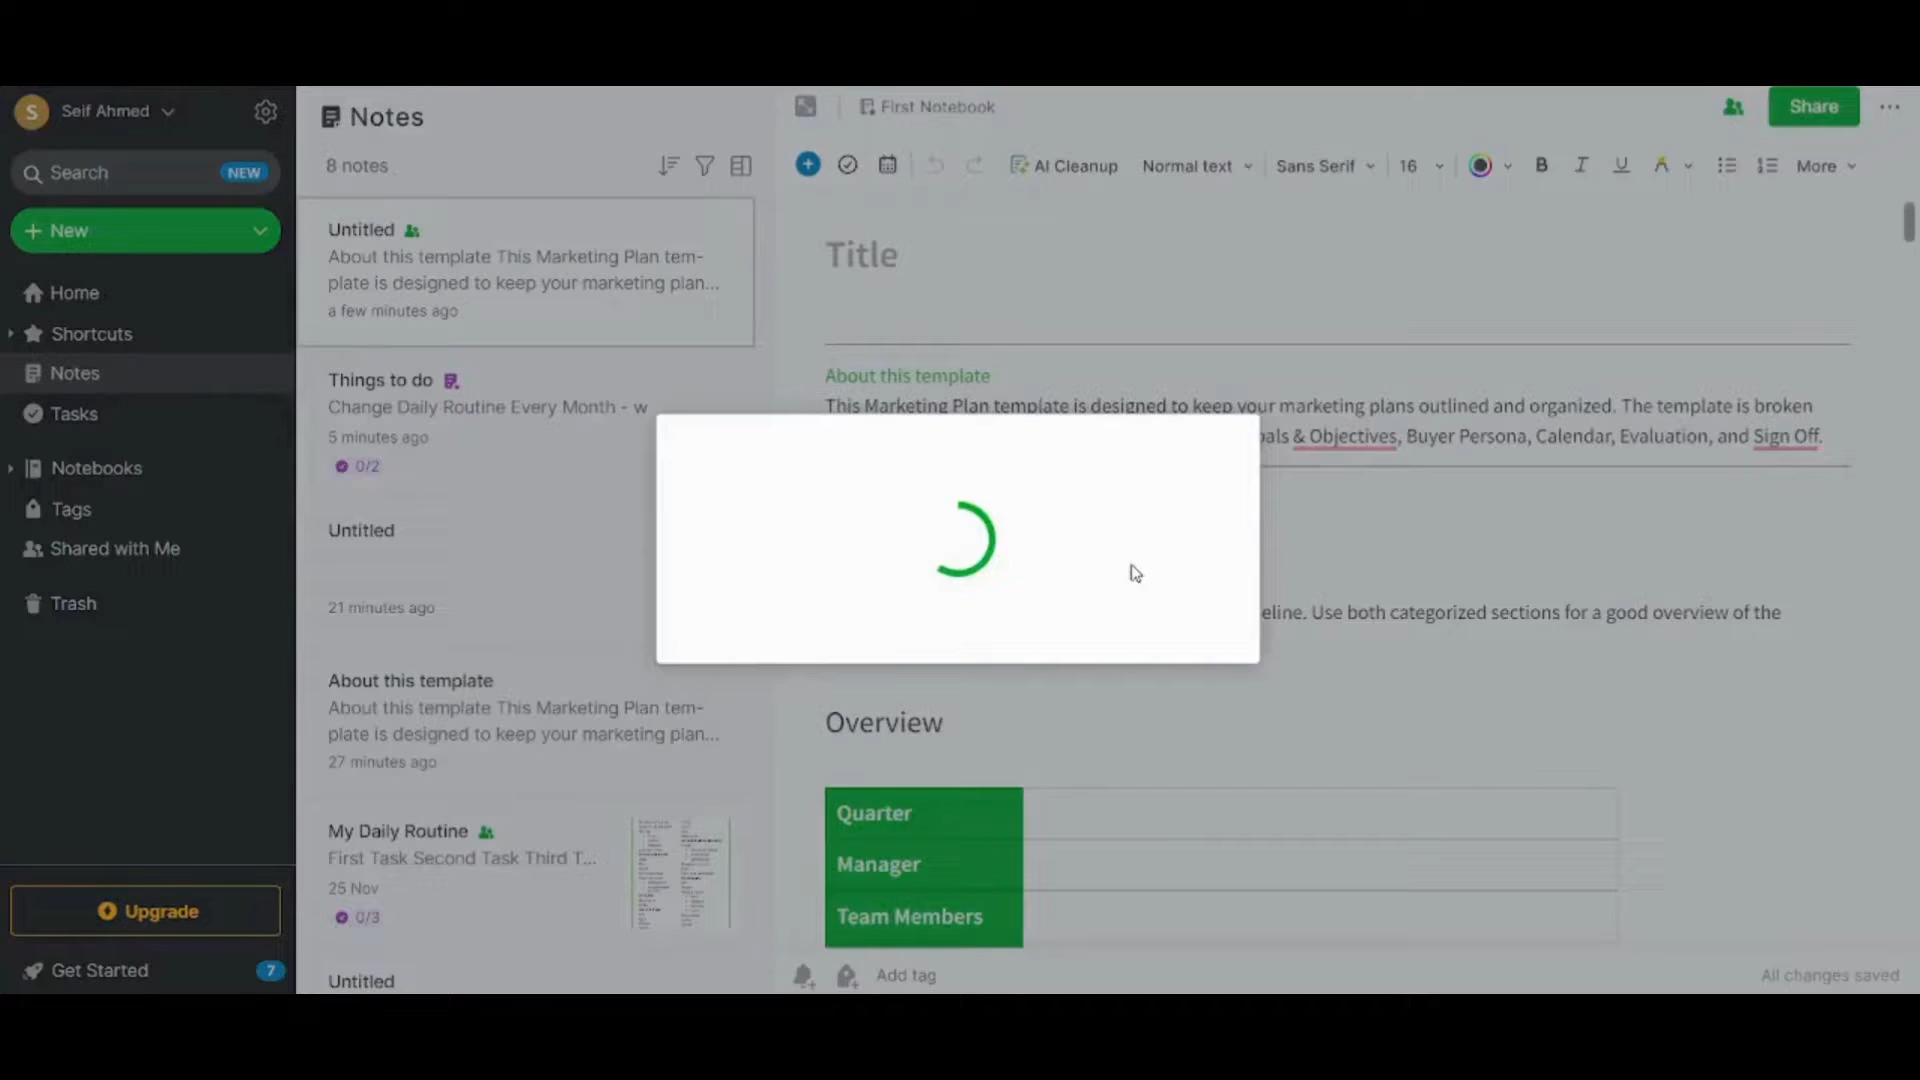 S Seif Ahmed
Search NEW
New
Home
Shortcuts
Notes
Tasks
Notebooks
Tags
Shared with Me
Trash
Upgrade
Get Started 7
Notes
8 notes
Untitled
About this template This Marketing Plan tem-
plate is designed to keep your marketing plan...
a few minutes ago
Things to do
Change Daily Routine Every Month - w
5 minutes ago
0/2
Untitled
21 minutes ago
About this template
About this template This Marketing Plan tem-
plate is designed to keep your marketing plan...
27 minutes ago
My Daily Routine
First Task Second Task Third T...
25 Nov
0/3
Untitled
First Notebook
Share
AI Cleanup Normal text Sans Serif 16 B I U A More
Title
About this template
This Marketing Plan template is designed to keep your marketing plans outlined and organized. The template is broken
& Objectives, Buyer Persona, Calendar, Evaluation, and Sign Off.
eline. Use both categorized sections for a good overview of the
Overview
Quarter
Manager
Team Members
Add tag
All changes saved